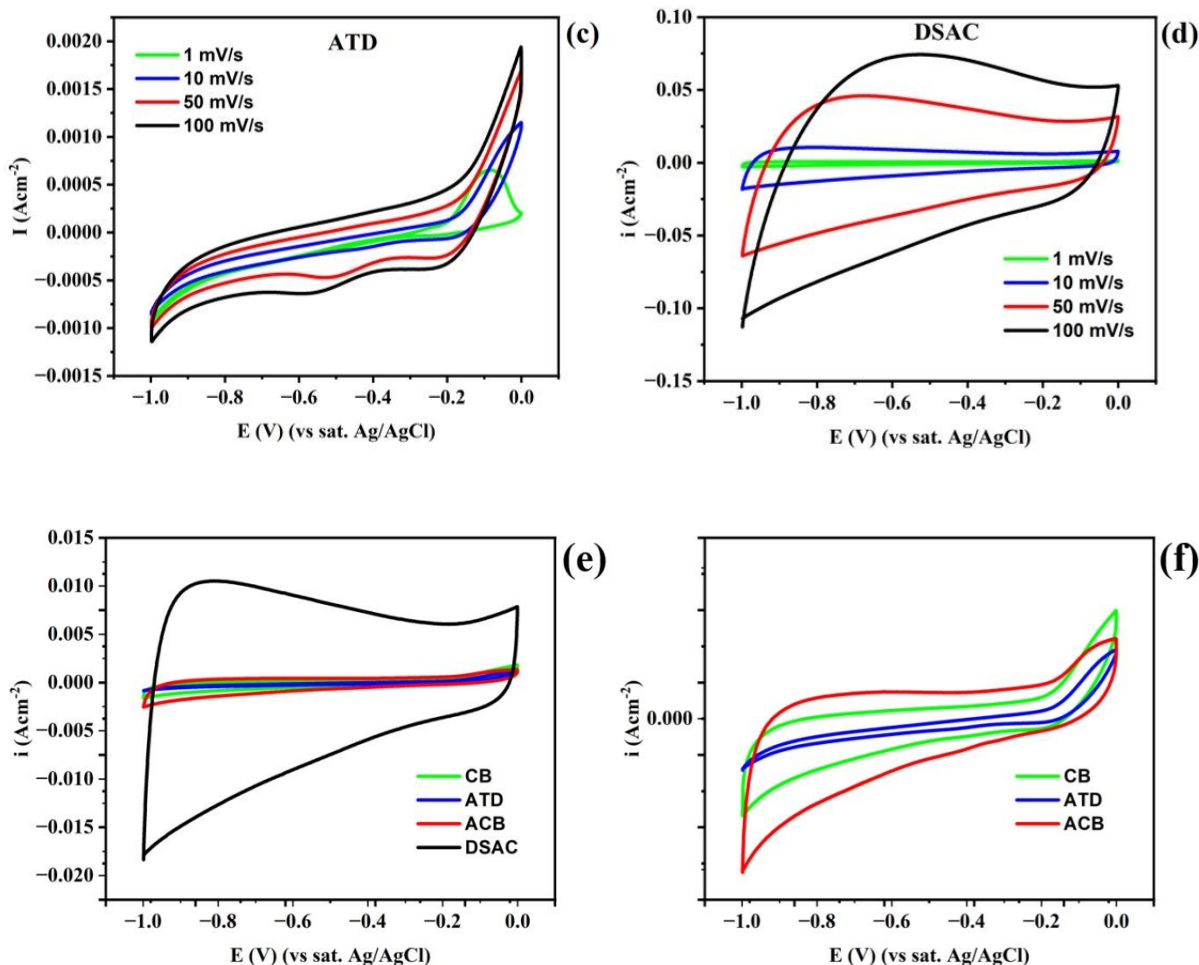 (c)
ATD
1 mV/s
10 mV/s
50 mV/s
100 mV/s
0.0020
0.0015
0.0010
0.0005
0.0000
−0.0005
−0.0010
−0.0015
I (Acm⁻²)
−1.0 −0.8 −0.6 −0.4 −0.2 0.0
E (V) (vs sat. Ag/AgCl)
(d)
DSAC
0.10
0.05
0.00
−0.05
−0.10
−0.15
i (Acm⁻²)
1 mV/s
10 mV/s
50 mV/s
100 mV/s
−1.0 −0.8 −0.6 −0.4 −0.2 0.0
E (V) (vs sat. Ag/AgCl)
(e)
0.015
0.010
0.005
0.000
−0.005
−0.010
−0.015
−0.020
i (Acm⁻²)
CB
ATD
ACB
DSAC
−1.0 −0.8 −0.6 −0.4 −0.2 0.0
E (V) (vs sat. Ag/AgCl)
(f)
0.000
i (Acm⁻²)
CB
ATD
ACB
−1.0 −0.8 −0.6 −0.4 −0.2 0.0
E (V) (vs sat. Ag/AgCl)